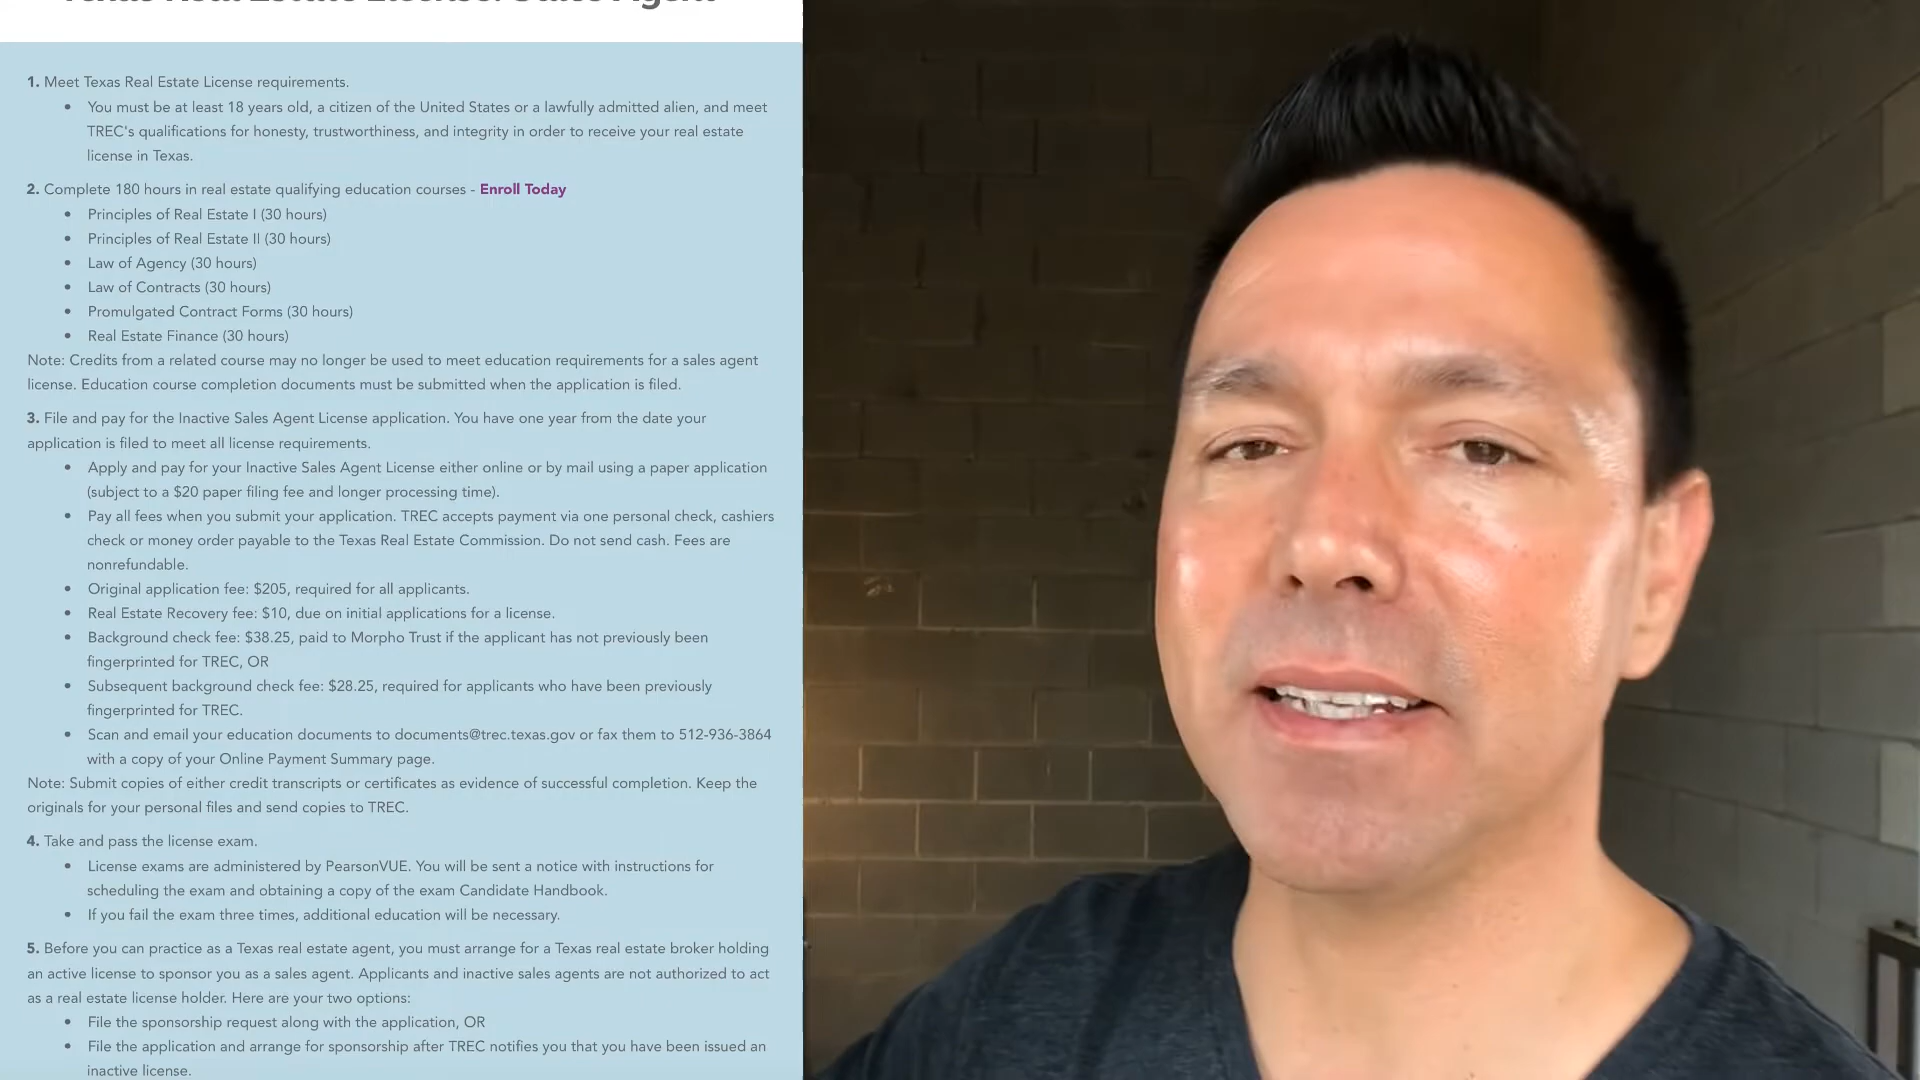 1. Meet Texas Real Estate License requirements.
• You must be at least 18 years old, a citizen of the United States or a lawfully admitted alien, and meet
TREC's qualifications for honesty, trustworthiness, and integrity in order to receive your real estate
license in Texas.
2. Complete 180 hours in real estate qualifying education courses - Enroll Today
• Principles of Real Estate I (30 hours)
• Principles of Real Estate II (30 hours)
• Law of Agency (30 hours)
• Law of Contracts (30 hours)
• Promulgated Contract Forms (30 hours)
• Real Estate Finance (30 hours)
Note: Credits from a related course may no longer be used to meet education requirements for a sales agent
license. Education course completion documents must be submitted when the application is filed.
3. File and pay for the Inactive Sales Agent License application. You have one year from the date your
application is filed to meet all license requirements.
• Apply and pay for your Inactive Sales Agent License either online or by mail using a paper application
(subject to a $20 paper filing fee and longer processing time).
• Pay all fees when you submit your application. TREC accepts payment via one personal check, cashiers
check or money order payable to the Texas Real Estate Commission. Do not send cash. Fees are
nonrefundable.
• Original application fee: $205, required for all applicants.
• Real Estate Recovery fee: $10, due on initial applications for a license.
• Background check fee: $38.25, paid to Morpho Trust if the applicant has not previously been
fingerprinted for TREC, OR
• Subsequent background check fee: $28.25, required for applicants who have been previously
fingerprinted for TREC.
• Scan and email your education documents to documents@trec.texas.gov or fax them to 512-936-3864
with a copy of your Online Payment Summary page.
Note: Submit copies of either credit transcripts or certificates as evidence of successful completion. Keep the
originals for your personal files and send copies to TREC.
4. Take and pass the license exam.
• License exams are administered by PearsonVUE. You will be sent a notice with instructions for
scheduling the exam and obtaining a copy of the exam Candidate Handbook.
• If you fail the exam three times, additional education will be necessary.
5. Before you can practice as a Texas real estate agent, you must arrange for a Texas real estate broker holding
an active license to sponsor you as a sales agent. Applicants and inactive sales agents are not authorized to act
as a real estate license holder. Here are your two options:
• File the sponsorship request along with the application, OR
• File the application and arrange for sponsorship after TREC notifies you that you have been issued an
inactive license.